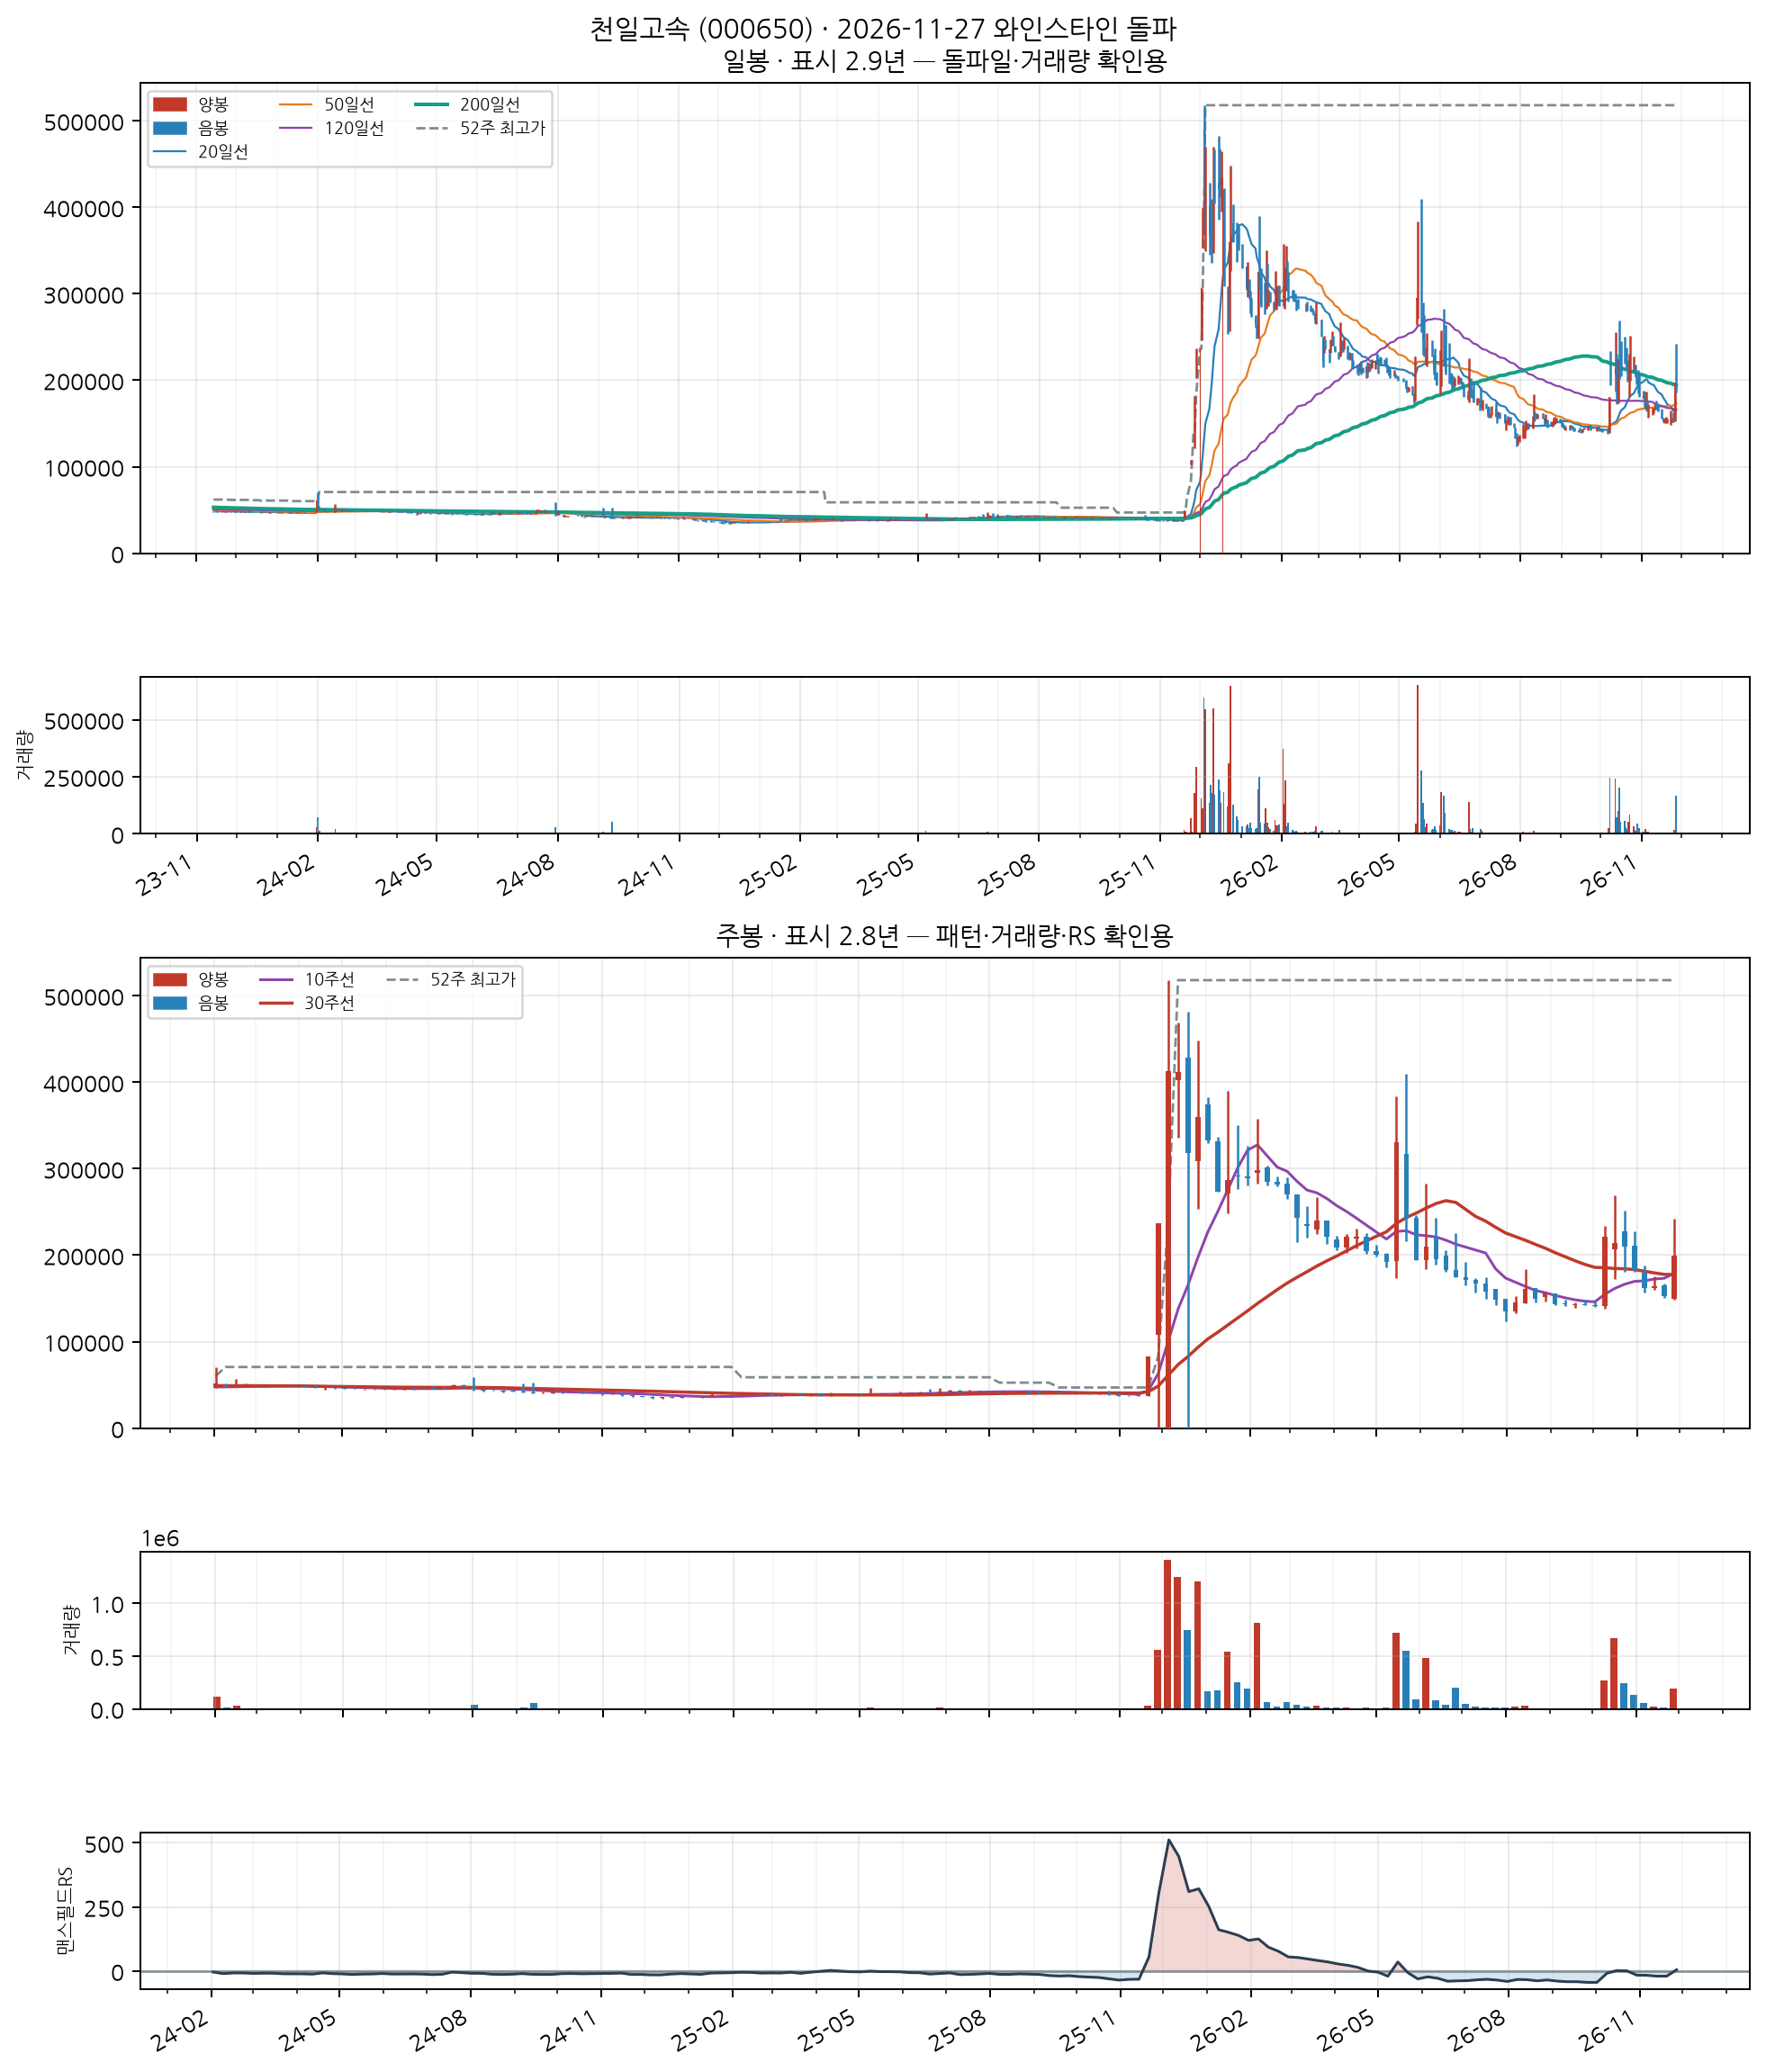 천일고속 (000650) · 2026-11-27 와인스타인 돌파
일봉 · 표시 2.9년 — 돌파일·거래량 확인용
양봉 50일선 200일선
음봉 120일선 52주 최고가
20일선
500000
400000
300000
200000
100000
0
거래량
500000
250000
0
23-11 24-02 24-05 24-08 24-11 25-02 25-05 25-08 25-11 26-02 26-05 26-08 26-11
주봉 · 표시 2.8년 — 패턴·거래량·RS 확인용
양봉 10주선 52주 최고가
음봉 30주선
500000
400000
300000
200000
100000
0
1e6
거래량
1.0
0.5
0.0
맨스필드RS
500
250
0
24-02 24-05 24-08 24-11 25-02 25-05 25-08 25-11 26-02 26-05 26-08 26-11